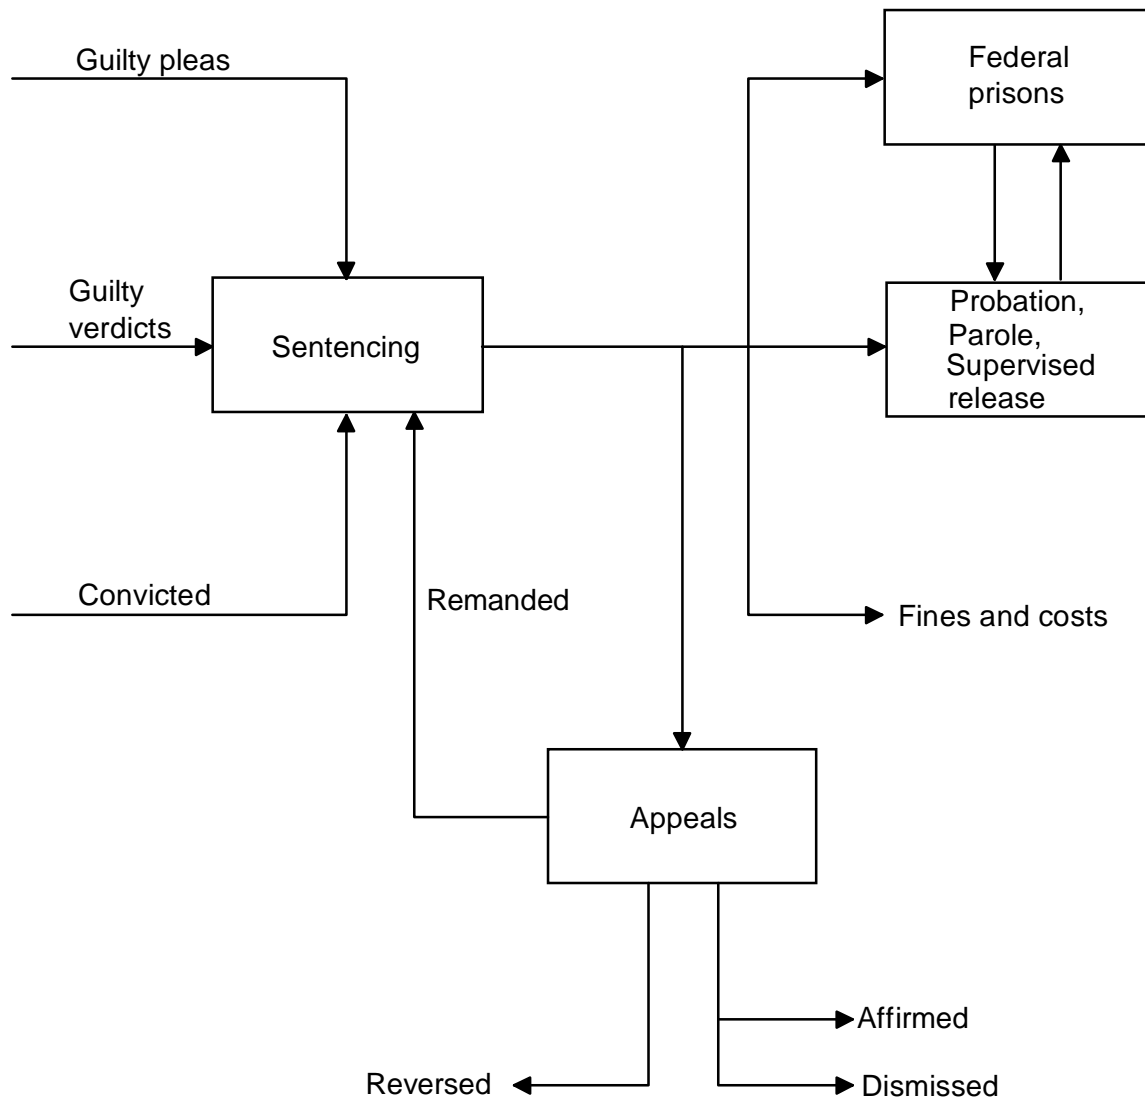 Guilty pleas
Federal
prisons
Guilty
verdicts
Sentencing
Probation,
Parole,
Supervised
release
Convicted
Remanded
Fines and costs
Appeals
Affirmed
Reversed
Dismissed